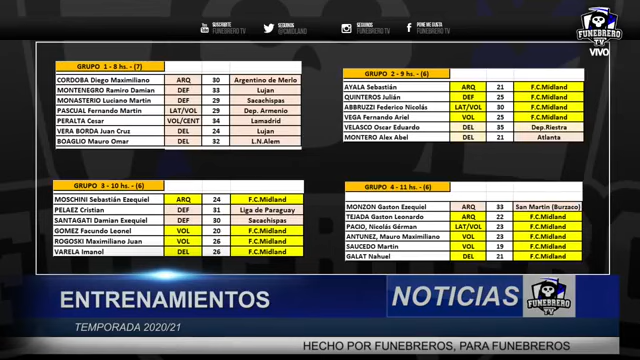 SUSCRIBITE
FUNEBRERO TV
SEGUINOS
@CMIDLAND
SEGUINOS
FUNEBRERO TV
PONE ME GUSTA
FUNEBRERO TV
FUNEBRERO
TV
VIVO
GRUPO 1 - 8 hs. - (7)
CORDOBA Diego Maximiliano ARQ 30 Argentino de Merlo
MONTENEGRO Ramiro Damian DEF 33 Lujan
MONASTERIO Luciano Martin DEF 29 Sacachispas
PASCUAL Fernando Martin LAT/VOL 29 Dep. Armenio
PERALTA Cesar VOL/CENT 34 Lamadrid
VERA BORDA Juan Cruz DEL 24 Lujan
BOAGLIO Mauro Omar DEL 32 L.N.Alem
GRUPO 2 - 9 hs. - (6)
AYALA Sebastián ARQ 21 F.C.Midland
QUINTEROS Julián DEF 25 F.C.Midland
ABBRUZZI Federico Nicolás LAT/VOL 30 F.C.Midland
VEGA Fernando Ariel VOL 25 F.C.Midland
VELASCO Oscar Eduardo DEL 35 Dep.Riestra
MONTERO Alex Abel DEL 21 Atlanta
GRUPO 3 - 10 hs. - (6)
MOSCHINI Sebastián Ezequiel ARQ 24 F.C.Midland
PELAEZ Cristian DEF 31 Liga de Paraguay
SANTAGATI Damian Ezequiel DEF 30 Sacachispas
GOMEZ Facundo Leonel VOL 20 F.C.Midland
ROGOSKI Maximiliano Juan VOL 26 F.C.Midland
VARELA Imanol DEL 26 F.C.Midland
GRUPO 4 - 11 hs. - (6)
MONZON Gaston Ezequiel ARQ 33 San Martín (Burzaco)
TEJADA Gaston Leonardo ARQ 22 F.C.Midland
PACIO, Nicolás Gérman LAT/VOL 23 F.C.Midland
ANTUNEZ, Mauro Maximiliano VOL 23 F.C.Midland
SAUCEDO Martin VOL 19 F.C.Midland
GALAT Nahuel DEL 21 F.C.Midland
ENTRENAMIENTOS
NOTICIAS
FUNEBRERO
TV
TEMPORADA 2020/21
HECHO POR FUNEBREROS, PARA FUNEBREROS